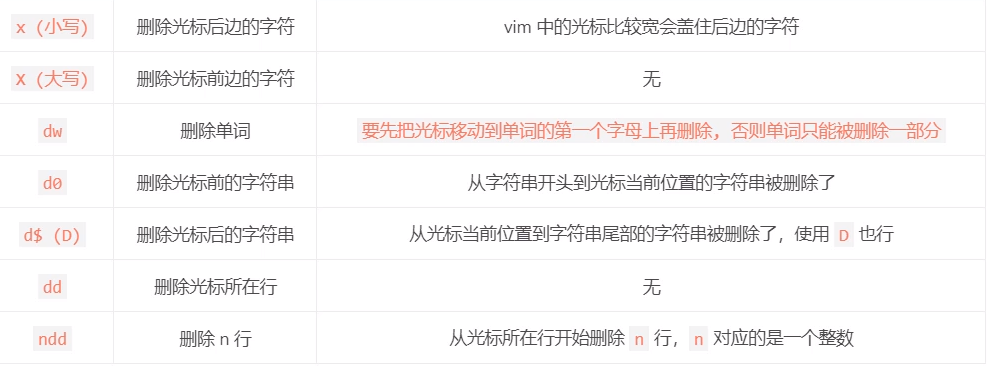 x (小写) 删除光标后边的字符 vim 中的光标比较宽会盖住后边的字符
X (大写) 删除光标前边的字符 无
dw 删除单词 要先把光标移动到单词的第一个字母上再删除，否则单词只能被删除一部分
d0 删除光标前的字符串 从字符串开头到光标当前位置的字符串被删除了
d$ (D) 删除光标后的字符串 从光标当前位置到字符串尾部的字符串被删除了，使用 D 也行
dd 删除光标所在行 无
ndd 删除 n 行 从光标所在行开始删除 n 行，n 对应的是一个整数